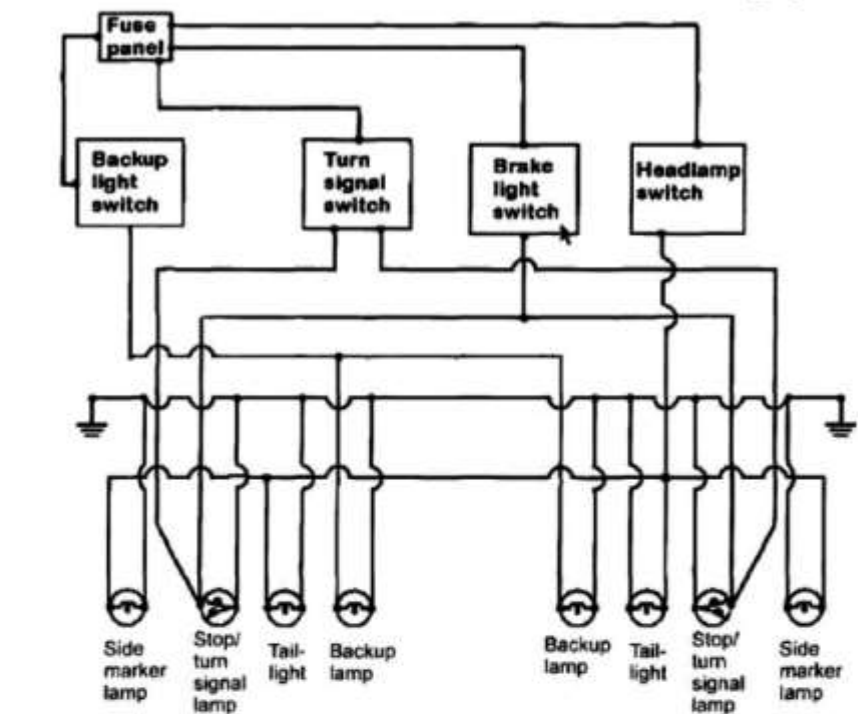 Fuse
panel
Backup
light
switch
Turn
signal
switch
Brake
light
switch
Headlamp
switch
Side
marker
lamp
Stop/
turn
signal
lamp
Tail-
light
Backup
lamp
Backup
lamp
Tail-
light
Stop/
turn
signal
lamp
Side
marker
lamp